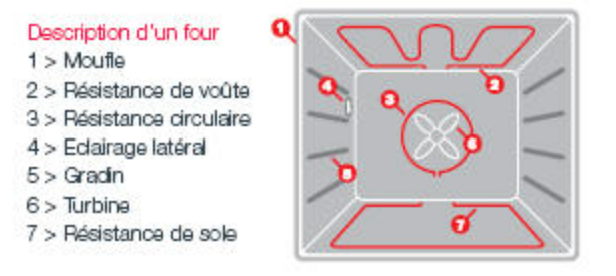 Description d'un four
1 > Moufle
2 > Résistance de voûte
3 > Résistance circulaire
4 > Eclairage latéral
5 > Gradin
6 > Turbine
7 > Résistance de sole
1
2
4
3
6
5
7